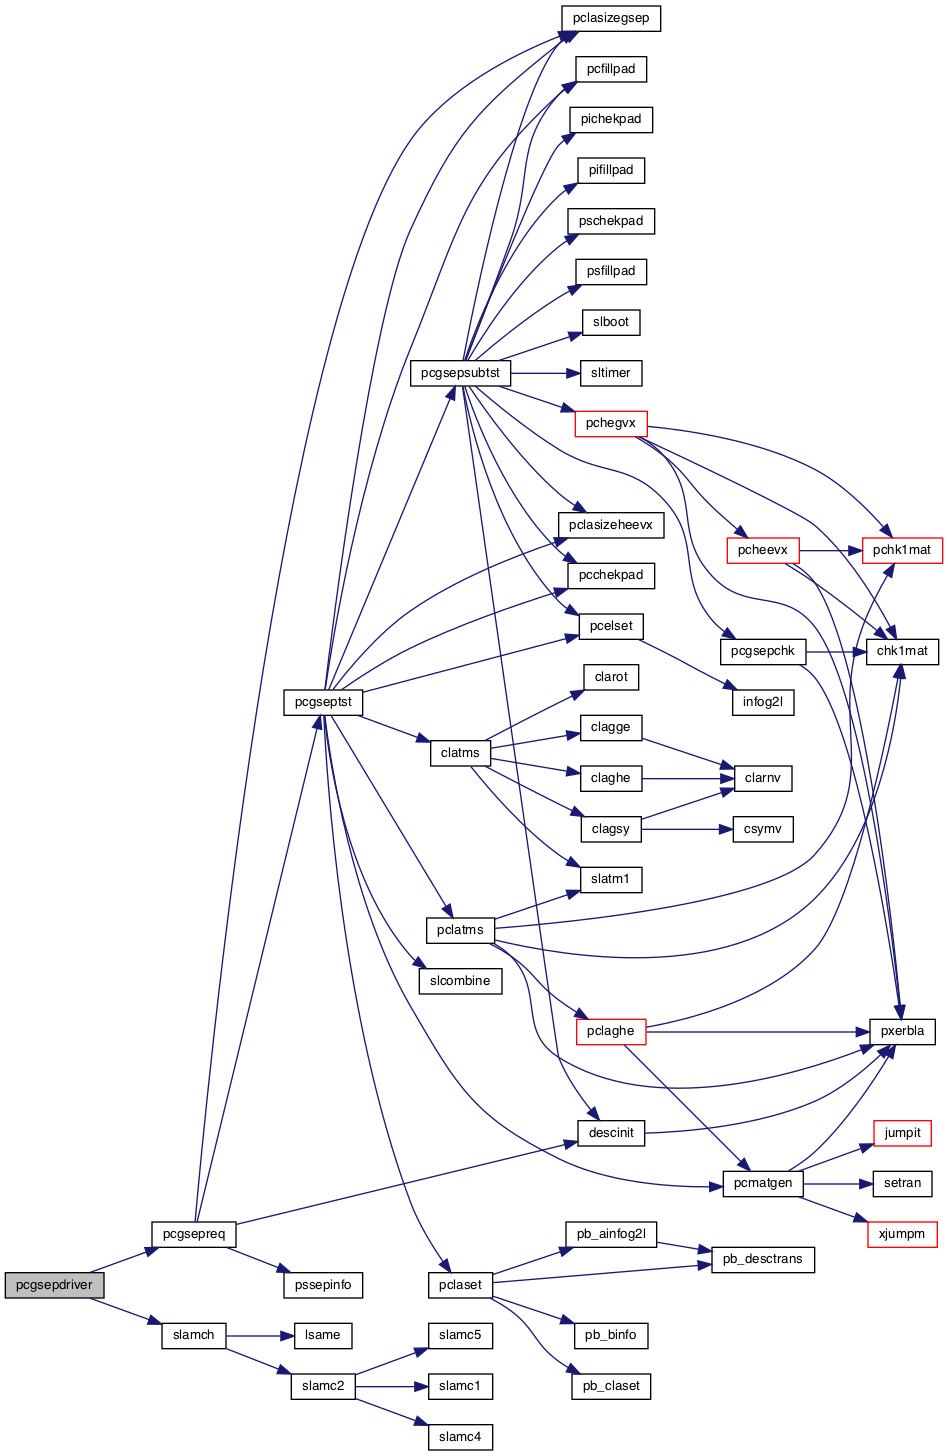 pclasizegsep
pcfillpad
pichekpad
pifillpad
pschekpad
psfillpad
slboot
pcgsepsubtst
sltimer
pchegvx
pclasizeheevx
pcheevx
pchk1mat
pcchekpad
pcelset
pcgsepchk
chk1mat
clarot
pcgseptst
infog2l
clagge
clatms
claghe
clarnv
clagsy
csymv
slatm1
pclatms
slcombine
pclaghe
pxerbla
descinit
jumpit
pcmatgen
setran
pcgsepreq
pb_ainfog2l
xjumpm
pb_desctrans
pcgsepdriver
pssepinfo
pclaset
slamch
lsame
slamc5
pb_binfo
slamc2
slamc1
pb_claset
slamc4